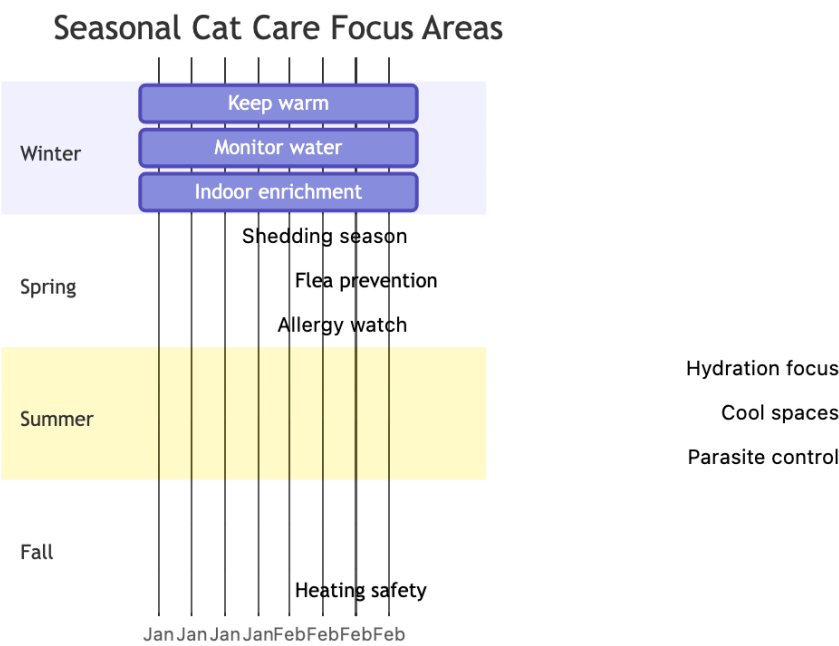 Seasonal Cat Care Focus Areas
Winter
Keep warm
Monitor water
Indoor enrichment
Spring
Shedding season
Flea prevention
Allergy watch
Summer
Hydration focus
Cool spaces
Parasite control
Fall
Heating safety
Jan Jan Jan Jan Feb Feb Feb Feb